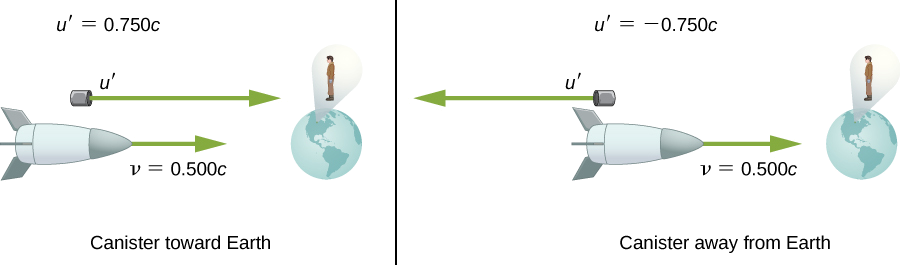 u′ = 0.750c
u′
ν = 0.500c
Canister toward Earth
u′ = −0.750c
u′
ν = 0.500c
Canister away from Earth